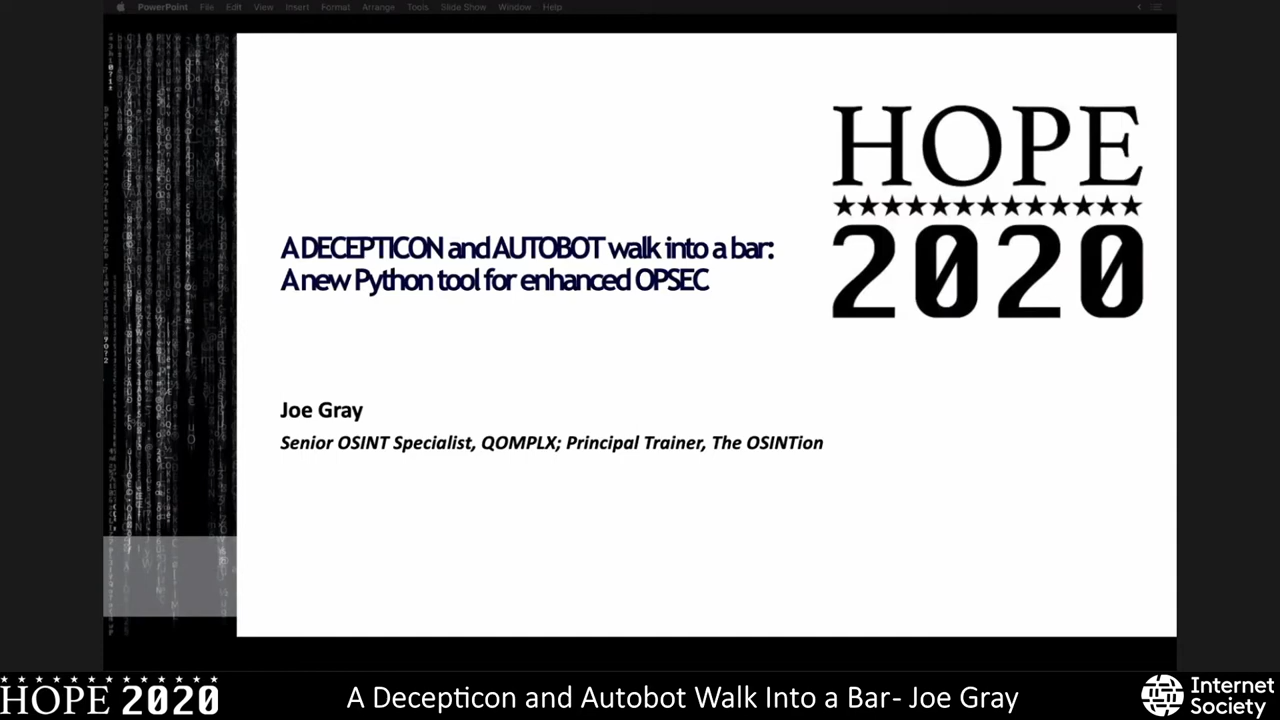 PowerPoint File Edit View Insert Format Arrange Tools Slide Show Window Help
HOPE
2020
A DECEPTICON and AUTOBOT walk into a bar:
A new Python tool for enhanced OPSEC
Joe Gray
Senior OSINT Specialist, QOMPLX; Principal Trainer, The OSINTion
HOPE 2020
A Decepticon and Autobot Walk Into a Bar- Joe Gray
Internet
Society